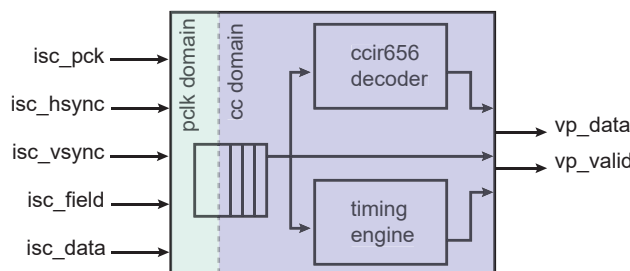 isc_pck
isc_hsync
isc_vsync
isc_field
isc_data
pclk domain
cc domain
ccir656
decoder
timing
engine
vp_data
vp_valid